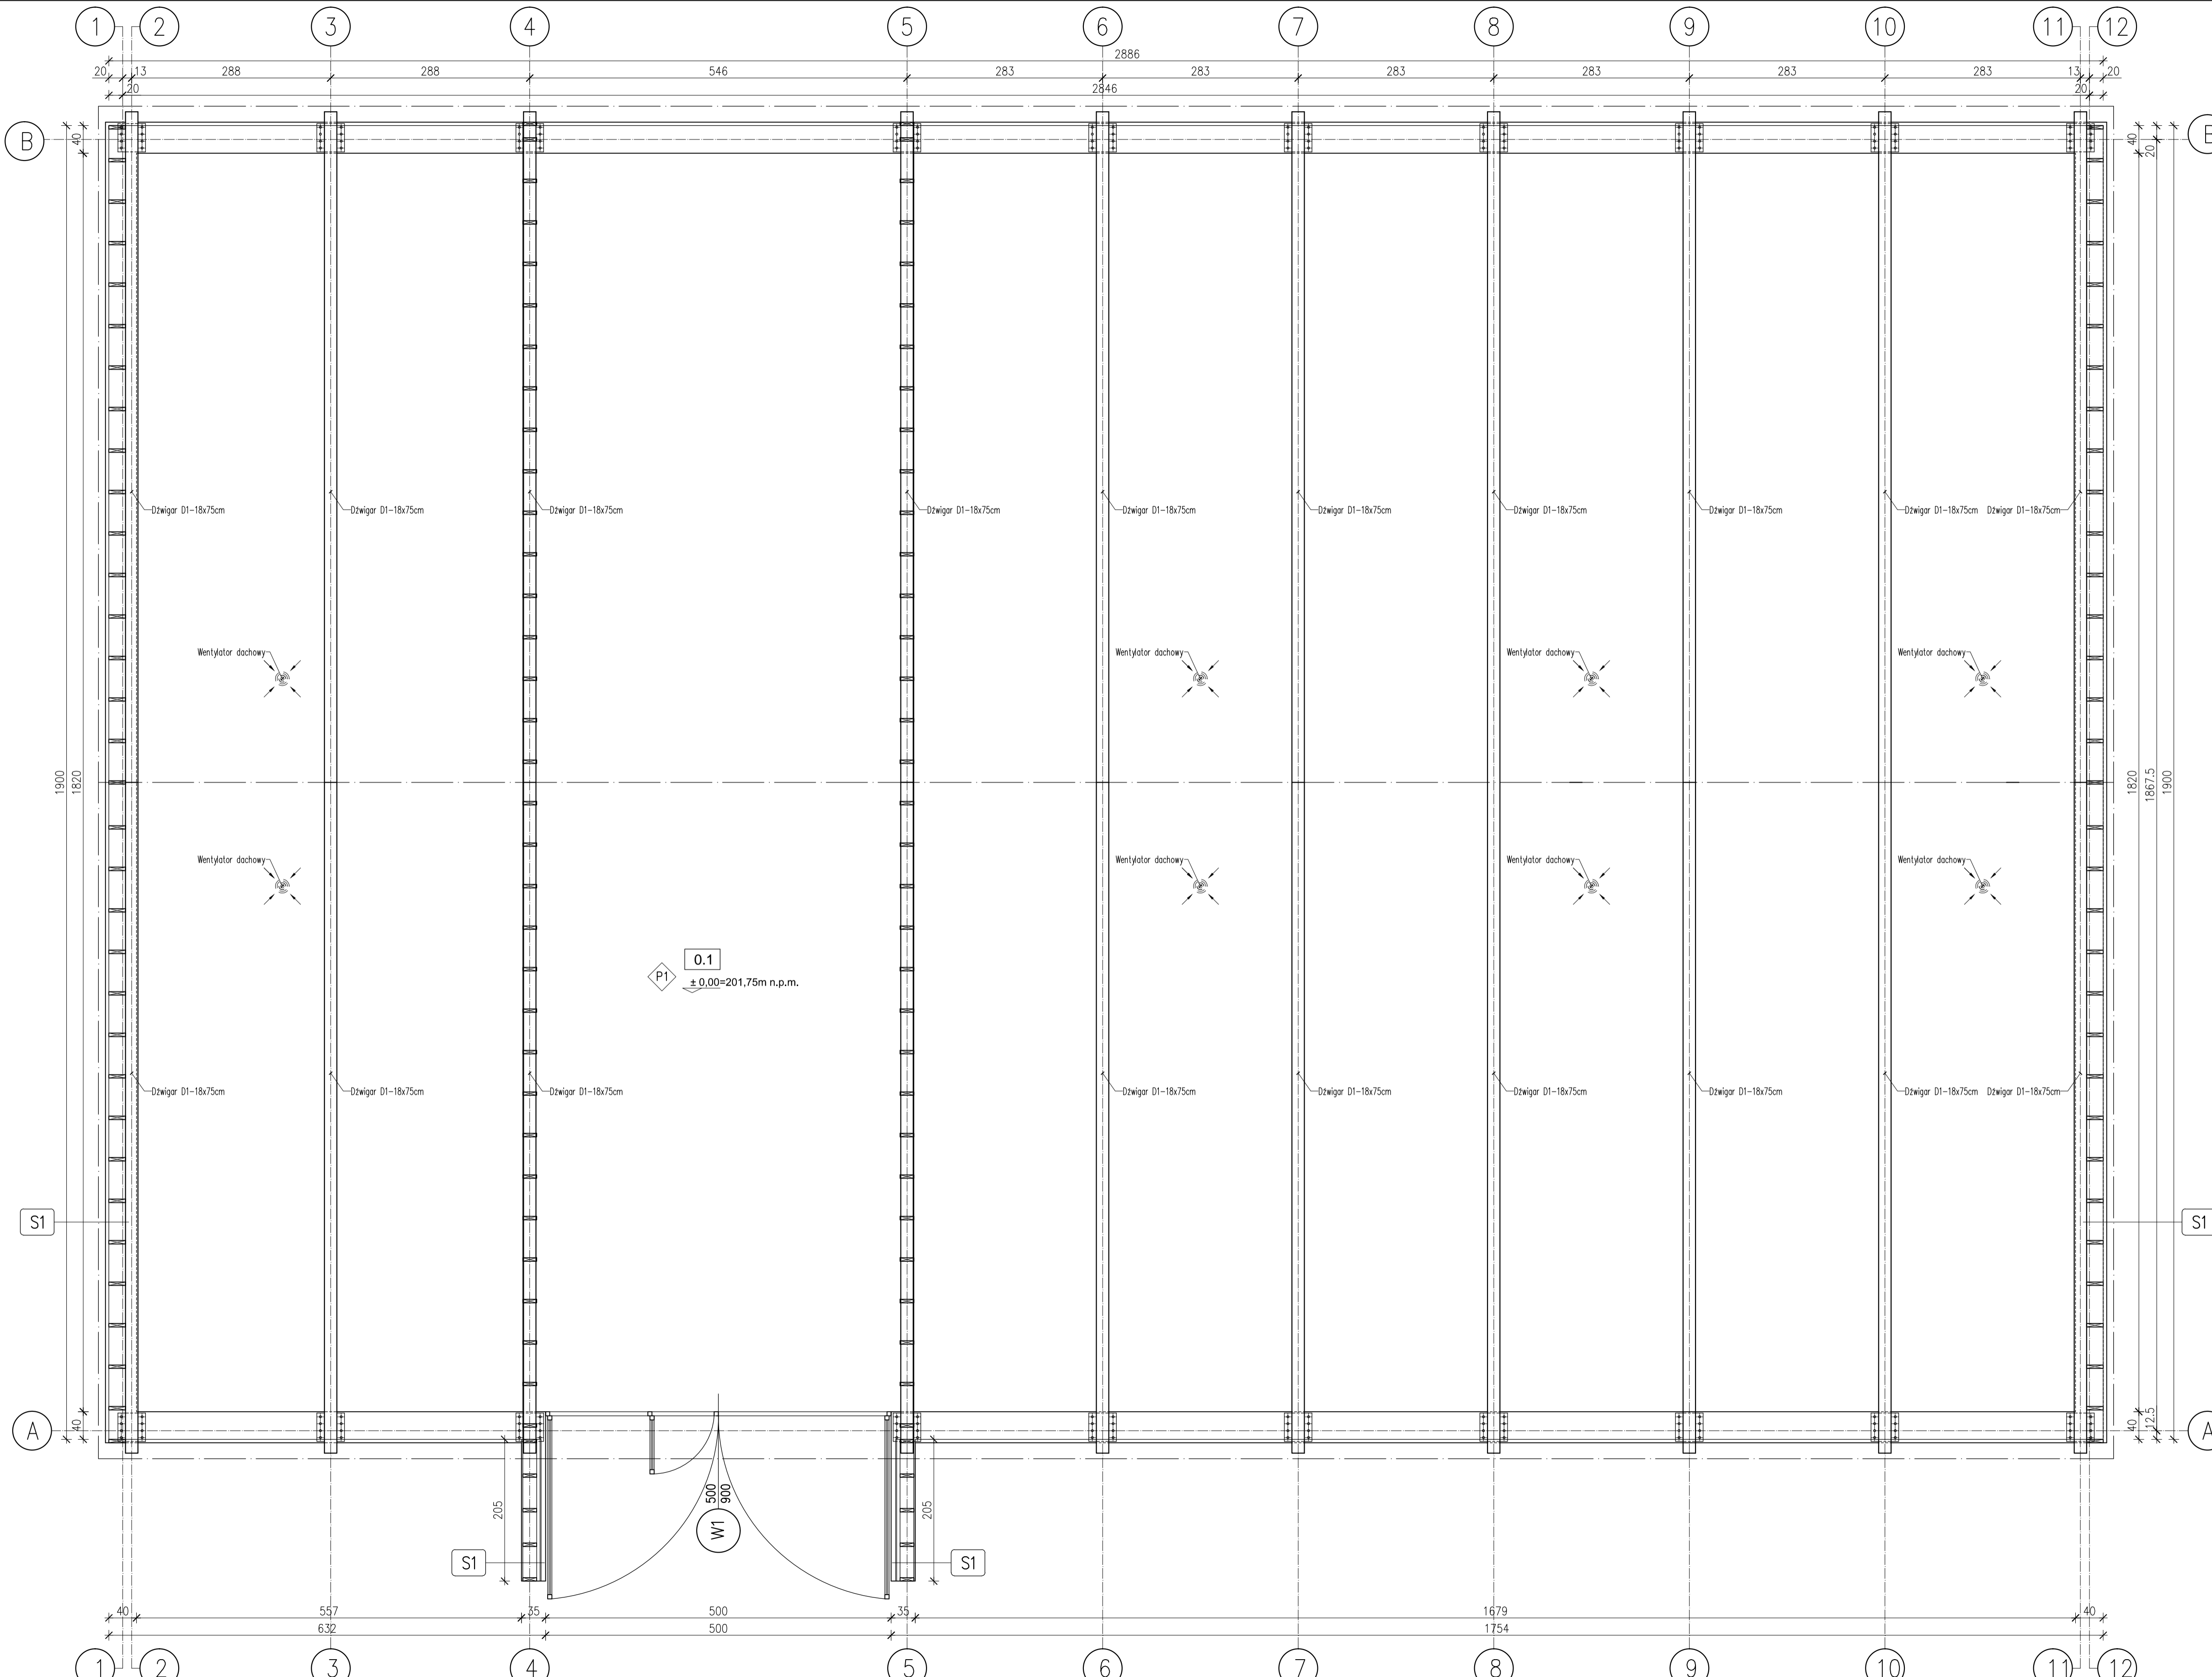 1 2 3 4 5 6 7 8 9 10 11 12
2886
20 13 288 288 546 283 283 283 283 283 283 13 20
20 2846 20
B
40
40
20
Dźwigar D1-18x75cm Dźwigar D1-18x75cm Dźwigar D1-18x75cm Dźwigar D1-18x75cm Dźwigar D1-18x75cm Dźwigar D1-18x75cm Dźwigar D1-18x75cm Dźwigar D1-18x75cm Dźwigar D1-18x75cm Dźwigar D1-18x75cm
Wentylator dachowy Wentylator dachowy Wentylator dachowy Wentylator dachowy
1900 1820 1820 1867.5 1900
Wentylator dachowy Wentylator dachowy Wentylator dachowy Wentylator dachowy
0.1
P1 ± 0,00=201,75m n.p.m.
Dźwigar D1-18x75cm Dźwigar D1-18x75cm Dźwigar D1-18x75cm Dźwigar D1-18x75cm Dźwigar D1-18x75cm Dźwigar D1-18x75cm Dźwigar D1-18x75cm Dźwigar D1-18x75cm Dźwigar D1-18x75cm
S1 S1
A 40 40 12.5 A
205 500 900 205
W1
S1 S1
40 557 35 500 35 1679 40
632 500 1754
1 2 3 4 5 6 7 8 9 10 11 12